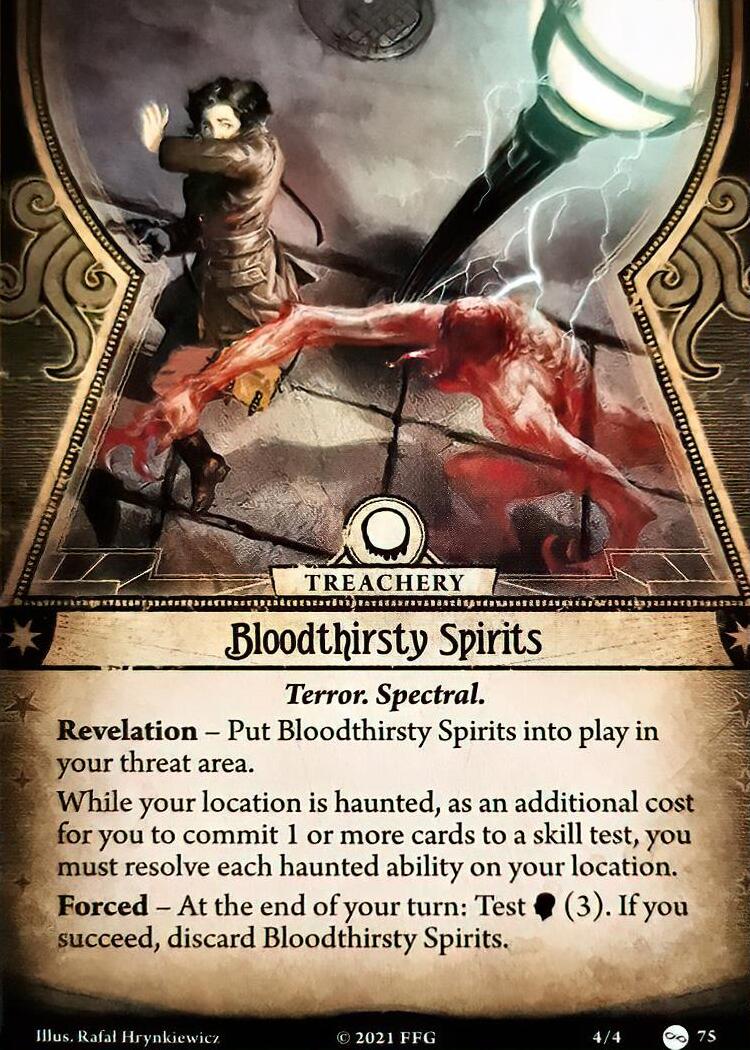 TREACHERY
Bloodthirsty Spirits
Terror. Spectral.
Revelation – Put Bloodthirsty Spirits into play in
your threat area.
While your location is haunted, as an additional cost
for you to commit 1 or more cards to a skill test, you
must resolve each haunted ability on your location.
Forced – At the end of your turn: Test (3). If you
succeed, discard Bloodthirsty Spirits.
Illus. Rafał Hrynkiewicz © 2021 FFG 4/4 75